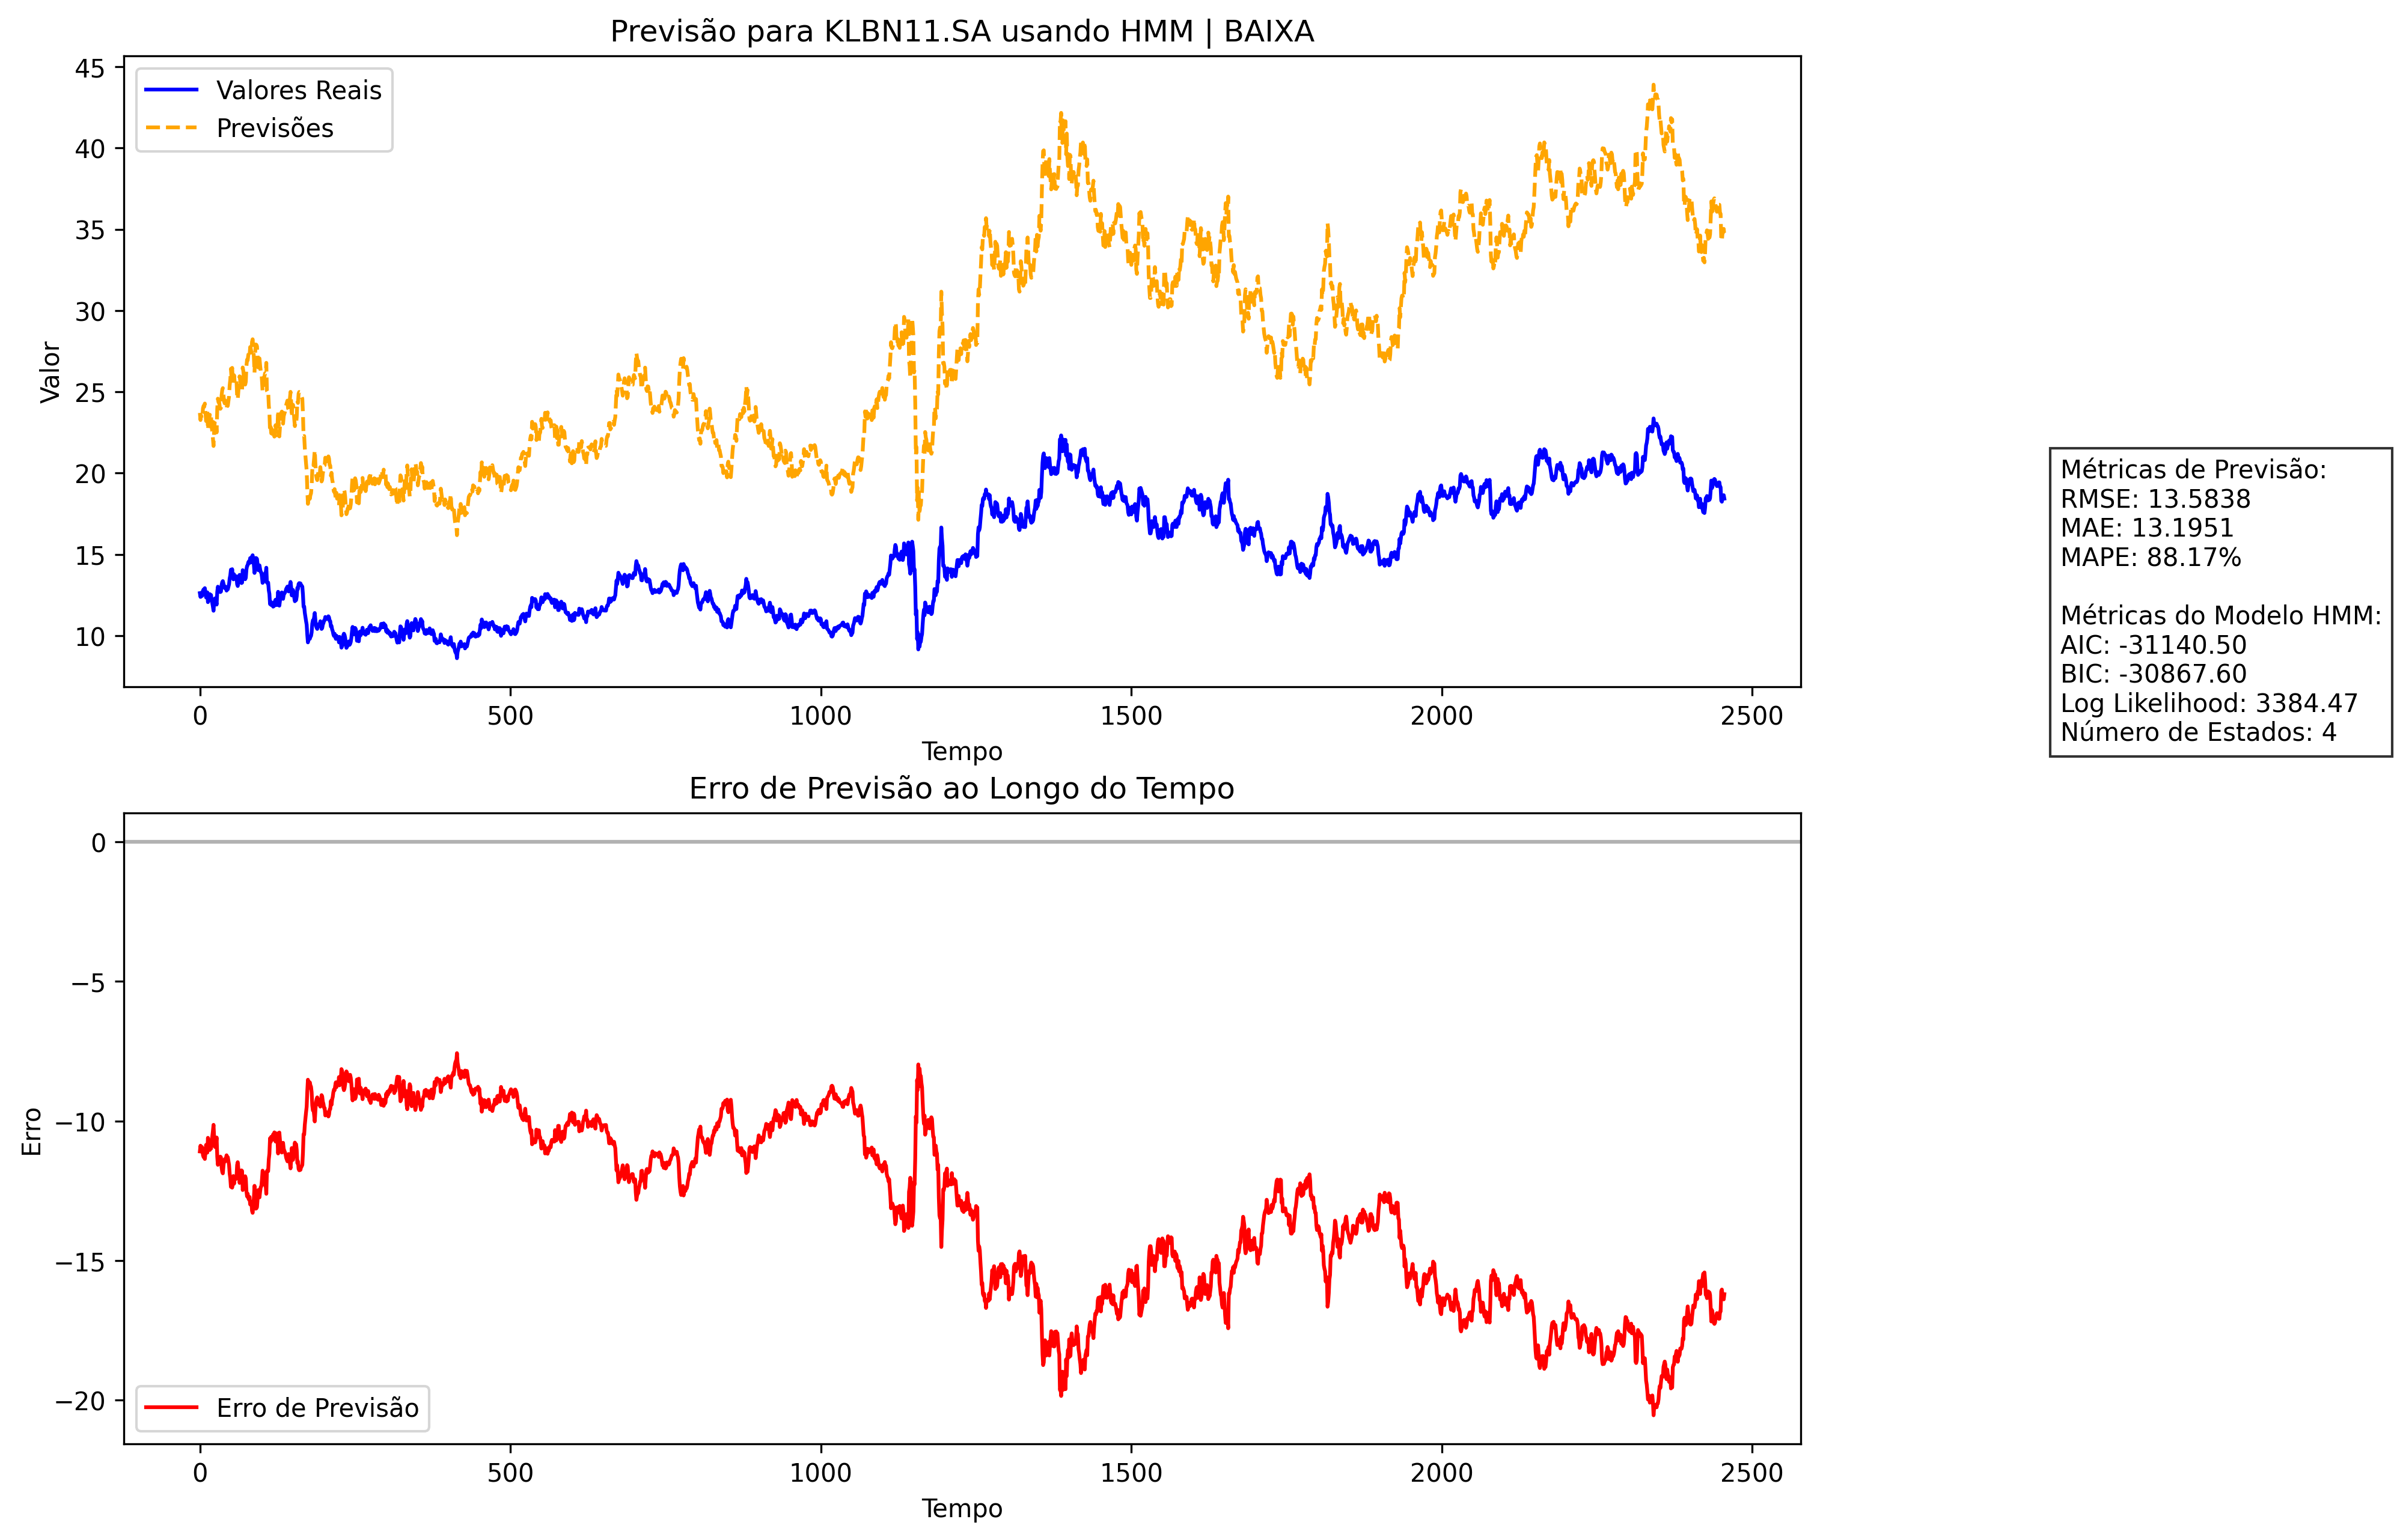 Previsão para KLBN11.SA usando HMM | BAIXA
Valores Reais
Previsões
Valor
45
40
35
30
25
20
15
10
0
500
1000
1500
2000
2500
Tempo
Métricas de Previsão:
RMSE: 13.5838
MAE: 13.1951
MAPE: 88.17%
Métricas do Modelo HMM:
AIC: -31140.50
BIC: -30867.60
Log Likelihood: 3384.47
Número de Estados: 4
Erro de Previsão ao Longo do Tempo
Erro
0
−5
−10
−15
−20
Erro de Previsão
0
500
1000
1500
2000
2500
Tempo